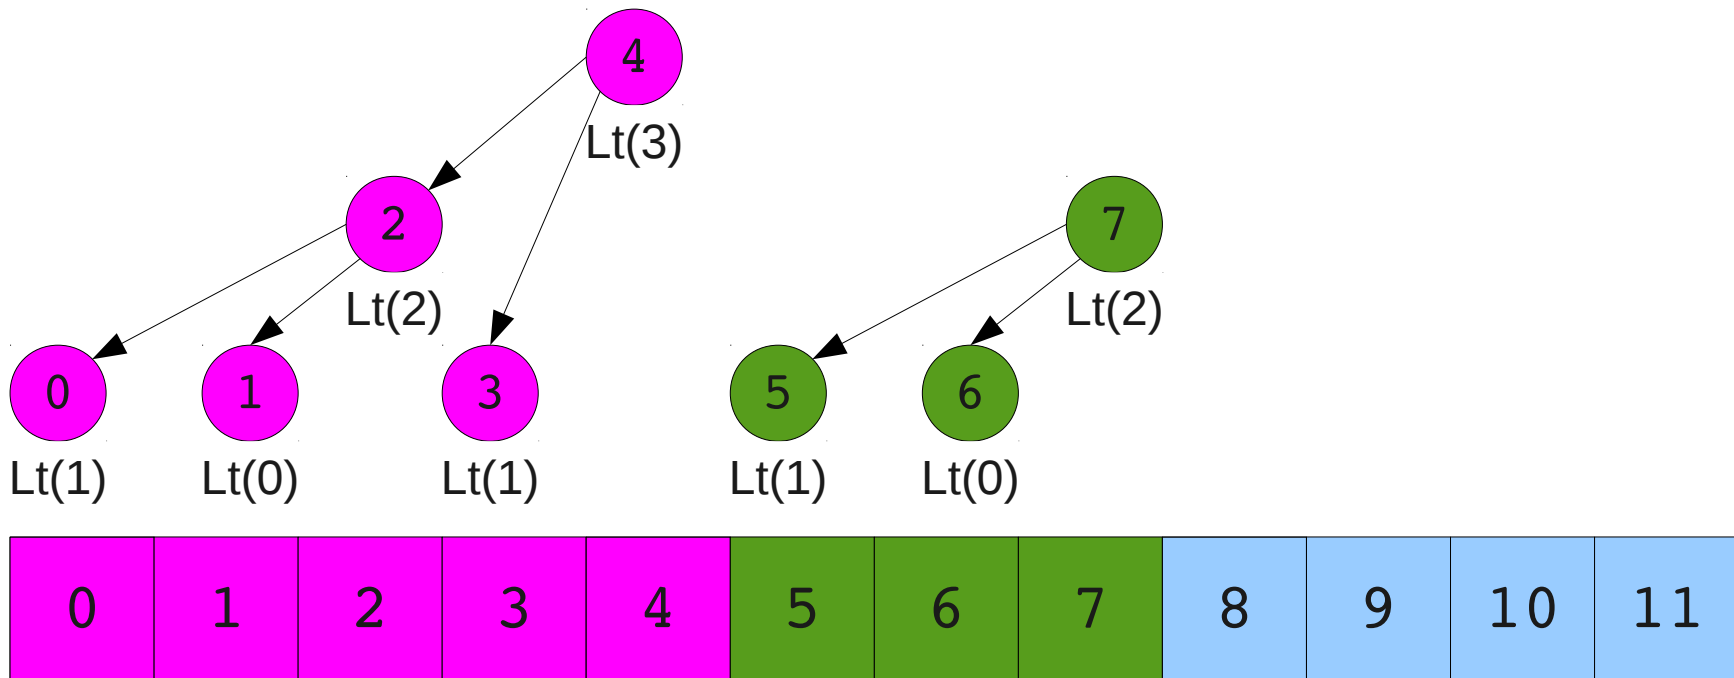 4
Lt(3)
2 7
Lt(2) Lt(2)
0 1 3 5 6
Lt(1) Lt(0) Lt(1) Lt(1) Lt(0)
0 1 2 3 4 5 6 7 8 9 10 11